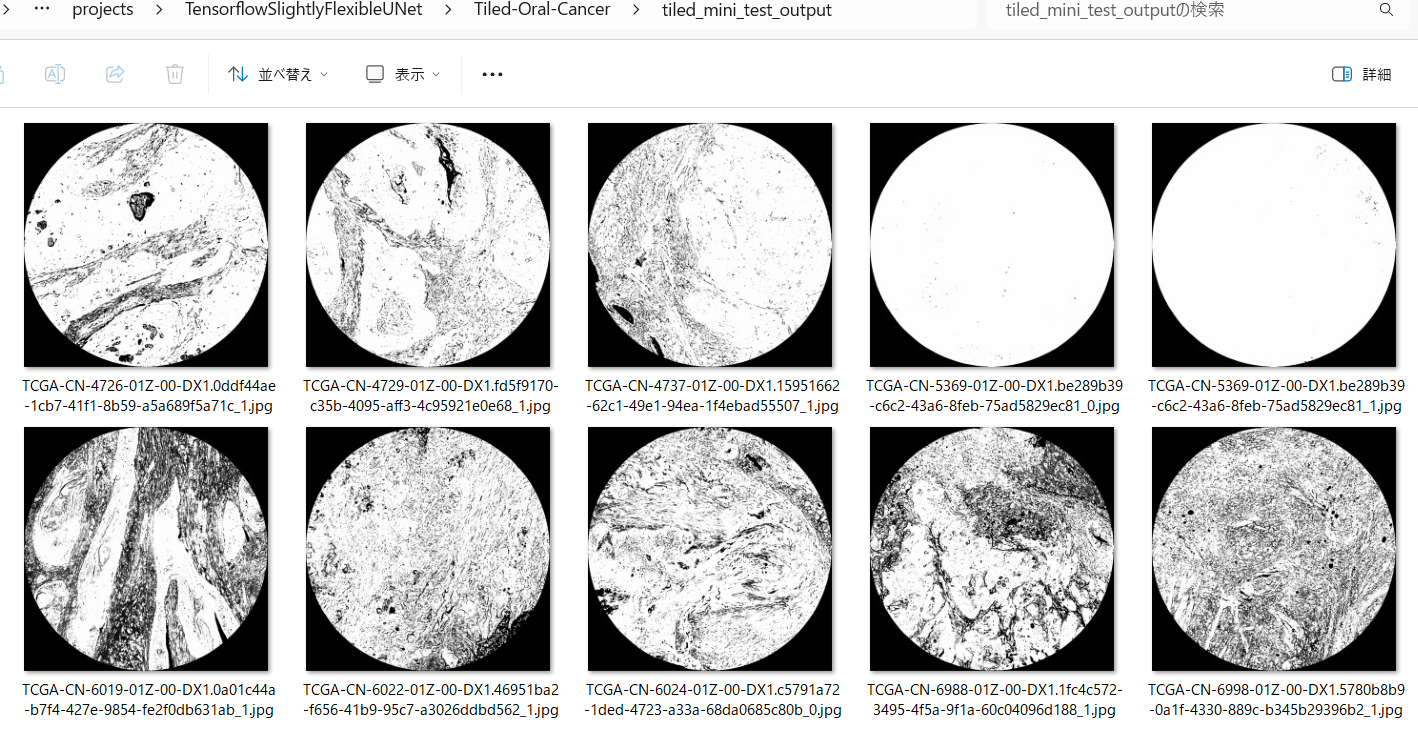 projects > TensorflowSlightlyFlexibleUNet > Tiled-Oral-Cancer > tiled_mini_test_output
tiled_mini_test_outputの検索
並べ替え
表示
詳細
TCGA-CN-4726-01Z-00-DX1.0ddf44ae
-1cb7-41f1-8b59-a5a689f5a71c_1.jpg
TCGA-CN-4729-01Z-00-DX1.fd5f9170-
c35b-4095-aff3-4c95921e0e68_1.jpg
TCGA-CN-4737-01Z-00-DX1.15951662
-62c1-49e1-94ea-1f4ebad55507_1.jpg
TCGA-CN-5369-01Z-00-DX1.be289b39
-c6c2-43a6-8feb-75ad5829ec81_0.jpg
TCGA-CN-5369-01Z-00-DX1.be289b39
-c6c2-43a6-8feb-75ad5829ec81_1.jpg
TCGA-CN-6019-01Z-00-DX1.0a01c44a
-b7f4-427e-9854-fe2f0db631ab_1.jpg
TCGA-CN-6022-01Z-00-DX1.46951ba2
-f656-41b9-95c7-a3026ddbd562_1.jpg
TCGA-CN-6024-01Z-00-DX1.c5791a72
-1ded-4723-a33a-68da0685c80b_0.jpg
TCGA-CN-6988-01Z-00-DX1.1fc4c572-
3495-4f5a-9f1a-60c04096d188_1.jpg
TCGA-CN-6998-01Z-00-DX1.5780b8b9
-0a1f-4330-889c-b345b29396b2_1.jpg